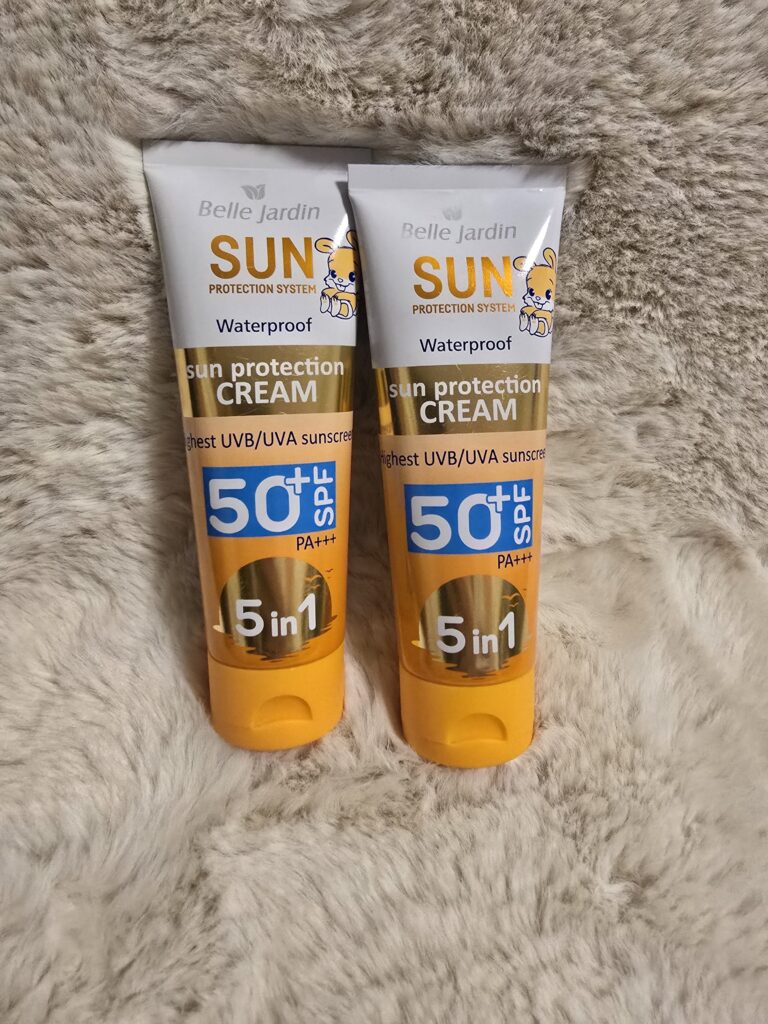 Belle Jardin
SUN
PROTECTION SYSTEM
Waterproof
sun protection
CREAM
ghest UVB/UVA sunscree
50+ SPF
PA+++
5 in 1
Belle Jardin
SUN
PROTECTION SYSTEM
Waterproof
sun protection
CREAM
Highest UVB/UVA sunscree
50+ SPF
PA+++
5 in 1